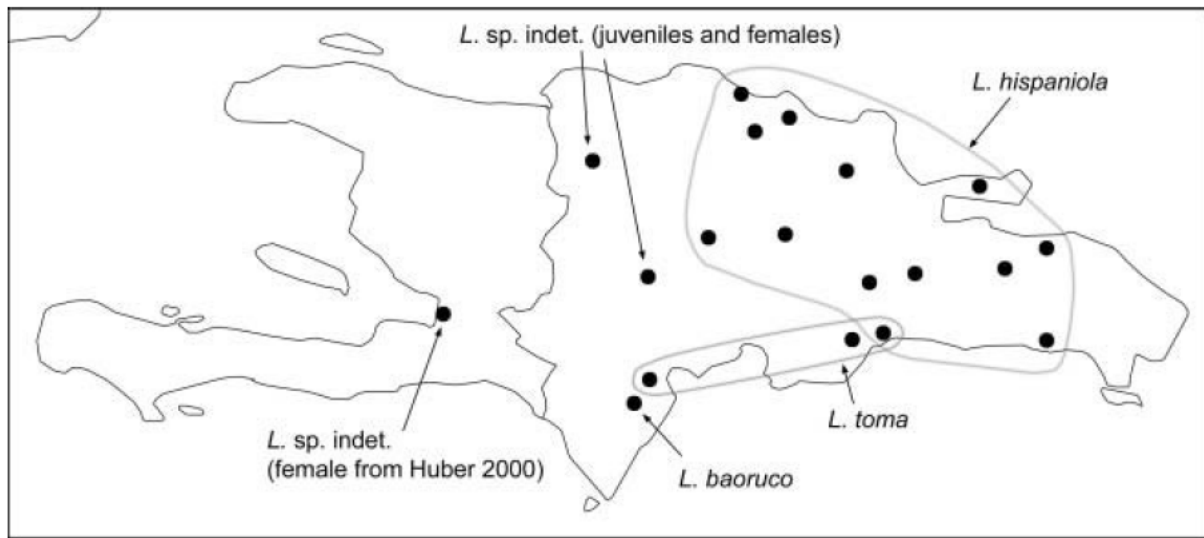 L. sp. indet. (juveniles and females)
L. hispaniola
L. toma
L. sp. indet.
(female from Huber 2000)
L. baoruco